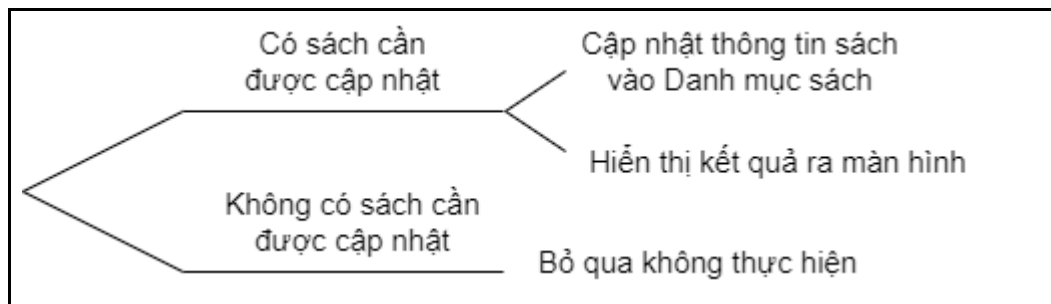 Có sách cần
được cập nhật
Cập nhật thông tin sách
vào Danh mục sách
Hiễn thị kết quả ra màn hình
Không có sách cần
được cập nhật
Bỏ qua không thực hiện